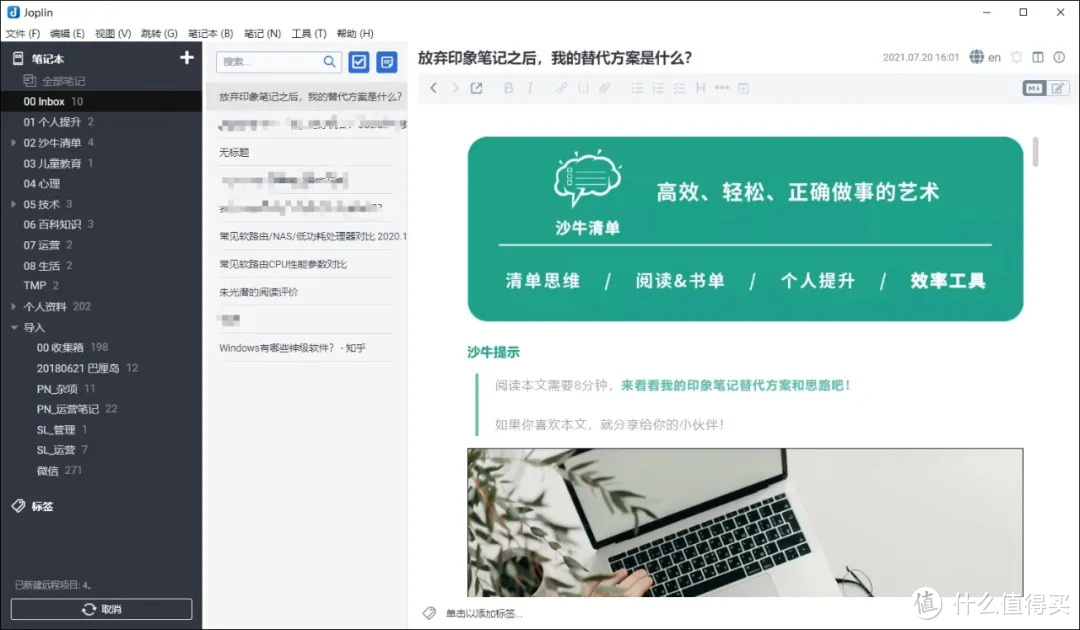 Joplin
文件 (F) 编辑 (E) 视图 (V) 跳转 (G) 笔记本 (B) 笔记 (N) 工具 (T) 帮助 (H)
笔记本
全部笔记
00 Inbox 10
01 个人提升 2
02 沙牛清单 4
03 儿童教育 1
04 心理
05 技术 3
06 百科知识 3
07 运营 2
08 生活 2
TMP 2
个人资料 202
导入
00 收集箱 198
20180621 巴厘岛 12
PN_杂项 11
PN_运营笔记 22
SL_管理 1
SL_运营 7
微信 271
标签
已新建远程项目: 4。
取消
搜索...
放弃印象笔记之后，我的替代方案是什么?
无标题
常见软路由/NAS/低功耗处理器对比 2020.1
常见软路由CPU性能参数对比
朱光潜的阅读评价
Windows有哪些神级软件？ - 知乎
放弃印象笔记之后，我的替代方案是什么?
2021.07.20 16:01 en
B I
沙牛清单
高效、轻松、正确做事的艺术
清单思维 / 阅读&书单 / 个人提升 / 效率工具
沙牛提示
阅读本文需要8分钟，来看看我的印象笔记替代方案和思路吧！
如果你喜欢本文，就分享给你的小伙伴！
单击以添加标签...
值 什么值得买